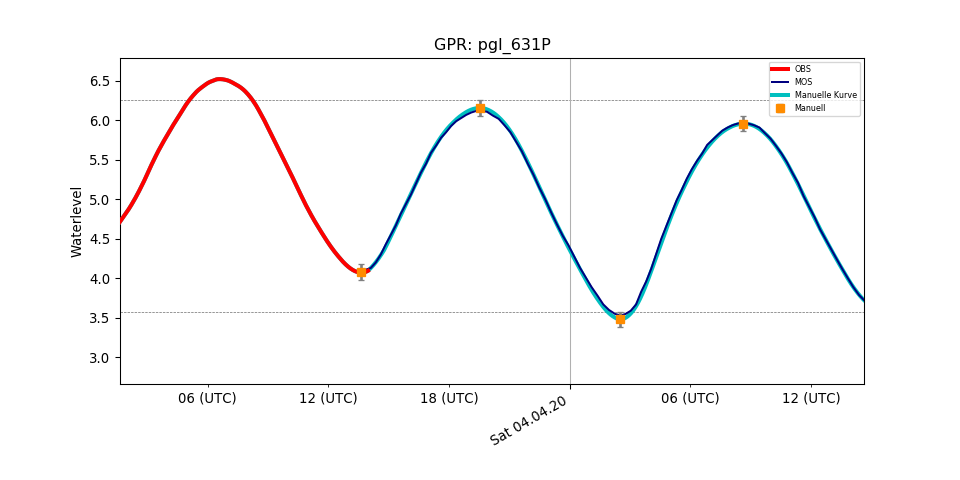 GPR: pgl_631P
OBS
MOS
Manuelle Kurve
Manuell
Waterlevel
6.5
6.0
5.5
5.0
4.5
4.0
3.5
3.0
06 (UTC)
12 (UTC)
18 (UTC)
Sat 04.04.20
06 (UTC)
12 (UTC)